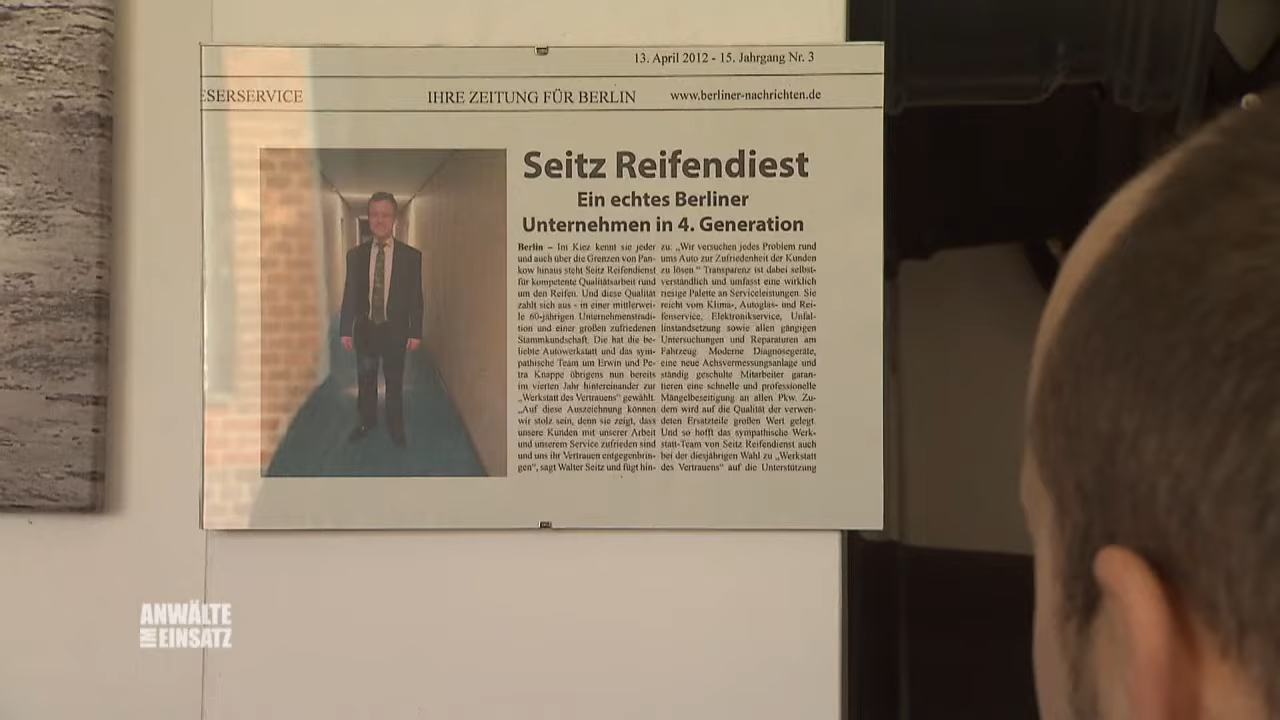 13. April 2012 - 15. Jahrgang Nr. 3
ESERSERVICE
IHRE ZEITUNG FÜR BERLIN
www.berliner-nachrichten.de
Seitz Reifendiest
Ein echtes Berliner
Unternehmen in 4. Generation
Berlin – Im Kiez kennt sie jeder
und auch über die Grenzen von Pan-
kow hinaus steht Seitz Reifendienst
für kompetente Qualitätsarbeit rund
um den Reifen. Und diese Qualität
zahlt sich aus - in einer mittlerwei-
le 60-jährigen Unternehmenstradi-
tion und einer großen zufriedenen
Stammkundschaft. Die hat die be-
liebte Autowerkstatt und das sym-
pathische Team um Erwin und Pe-
tra Knappe übrigens nun bereits
im vierten Jahr hintereinander zur
„Werkstatt des Vertrauens" gewählt.
„Auf diese Auszeichnung können
wir stolz sein, denn sie zeigt, dass
unsere Kunden mit unserer Arbeit
und unserem Service zufrieden sind
und uns ihr Vertrauen entgegenbrin-
gen", sagt Walter Seitz und fügt hin-
zu: „Wir versuchen jedes Problem rund
ums Auto zur Zufriedenheit der Kunden
zu lösen." Transparenz ist dabei selbst-
verständlich und umfasst eine wirklich
riesige Palette an Serviceleistungen. Sie
reicht vom Klima-, Autoglas- und Rei-
fenservice, Elektronikservice, Unfal-
linstandsetzung sowie allen gängigen
Untersuchungen und Reparaturen am
Fahrzeug. Moderne Diagnosegeräte,
eine neue Achsvermessungsanlage und
ständig geschulte Mitarbeiter garan-
tieren eine schnelle und professionelle
Mängelbeseitigung an allen Pkw. Zu-
dem wird auf die Qualität der verwen-
deten Ersatzteile großen Wert gelegt.
Und so hofft das sympathische Werk-
statt-Team von Seitz Reifendienst auch
bei der diesjährigen Wahl zu „Werkstatt
des Vertrauens" auf die Unterstützung
ANWÄLTE
IM EINSATZ